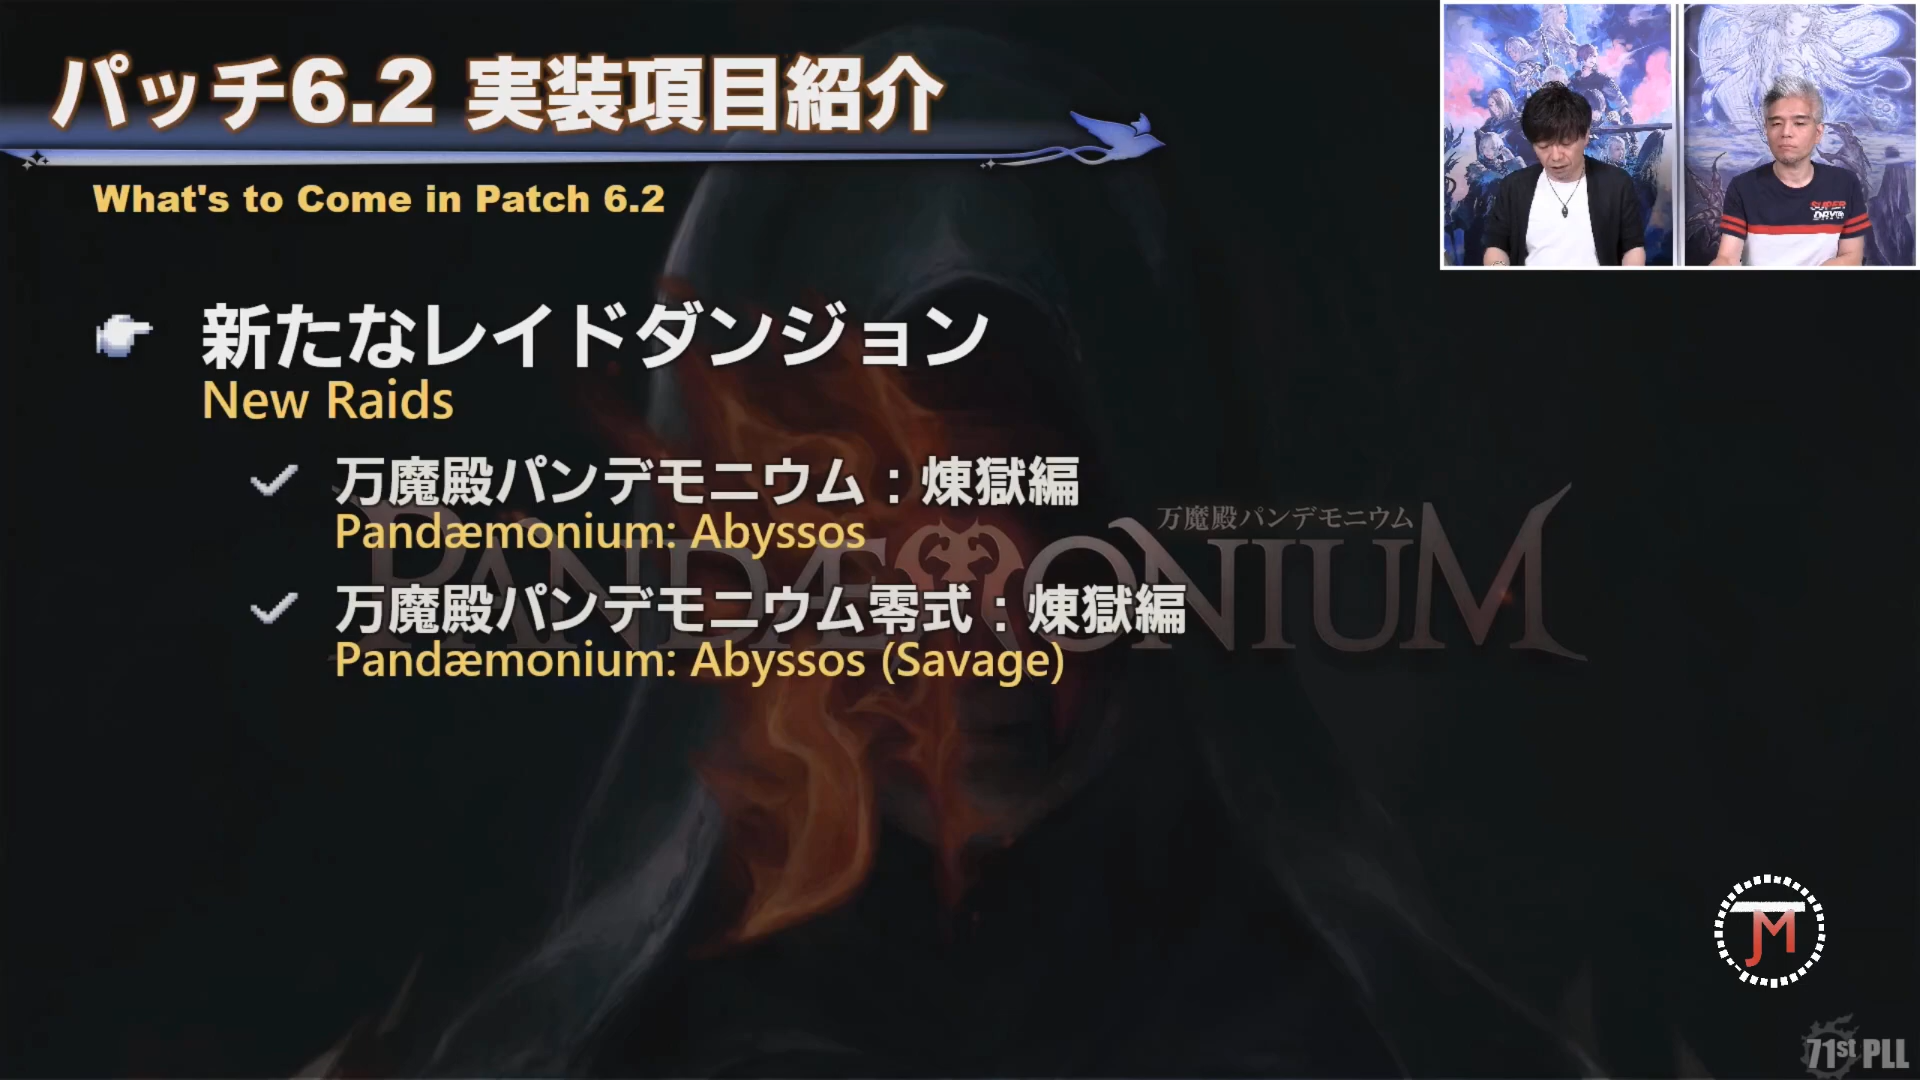 パッチ6.2 実装項目紹介
What's to Come in Patch 6.2
新たなレイドダンジョン
New Raids
万魔殿パンデモニウム：煉獄編
Pandæmonium: Abyssos
万魔殿パンデモニウム零式：煉獄編
Pandæmonium: Abyssos (Savage)
万魔殿パンデモニウム
PANDÆMONIUM
SUPER
DRY
JM
71st PLL